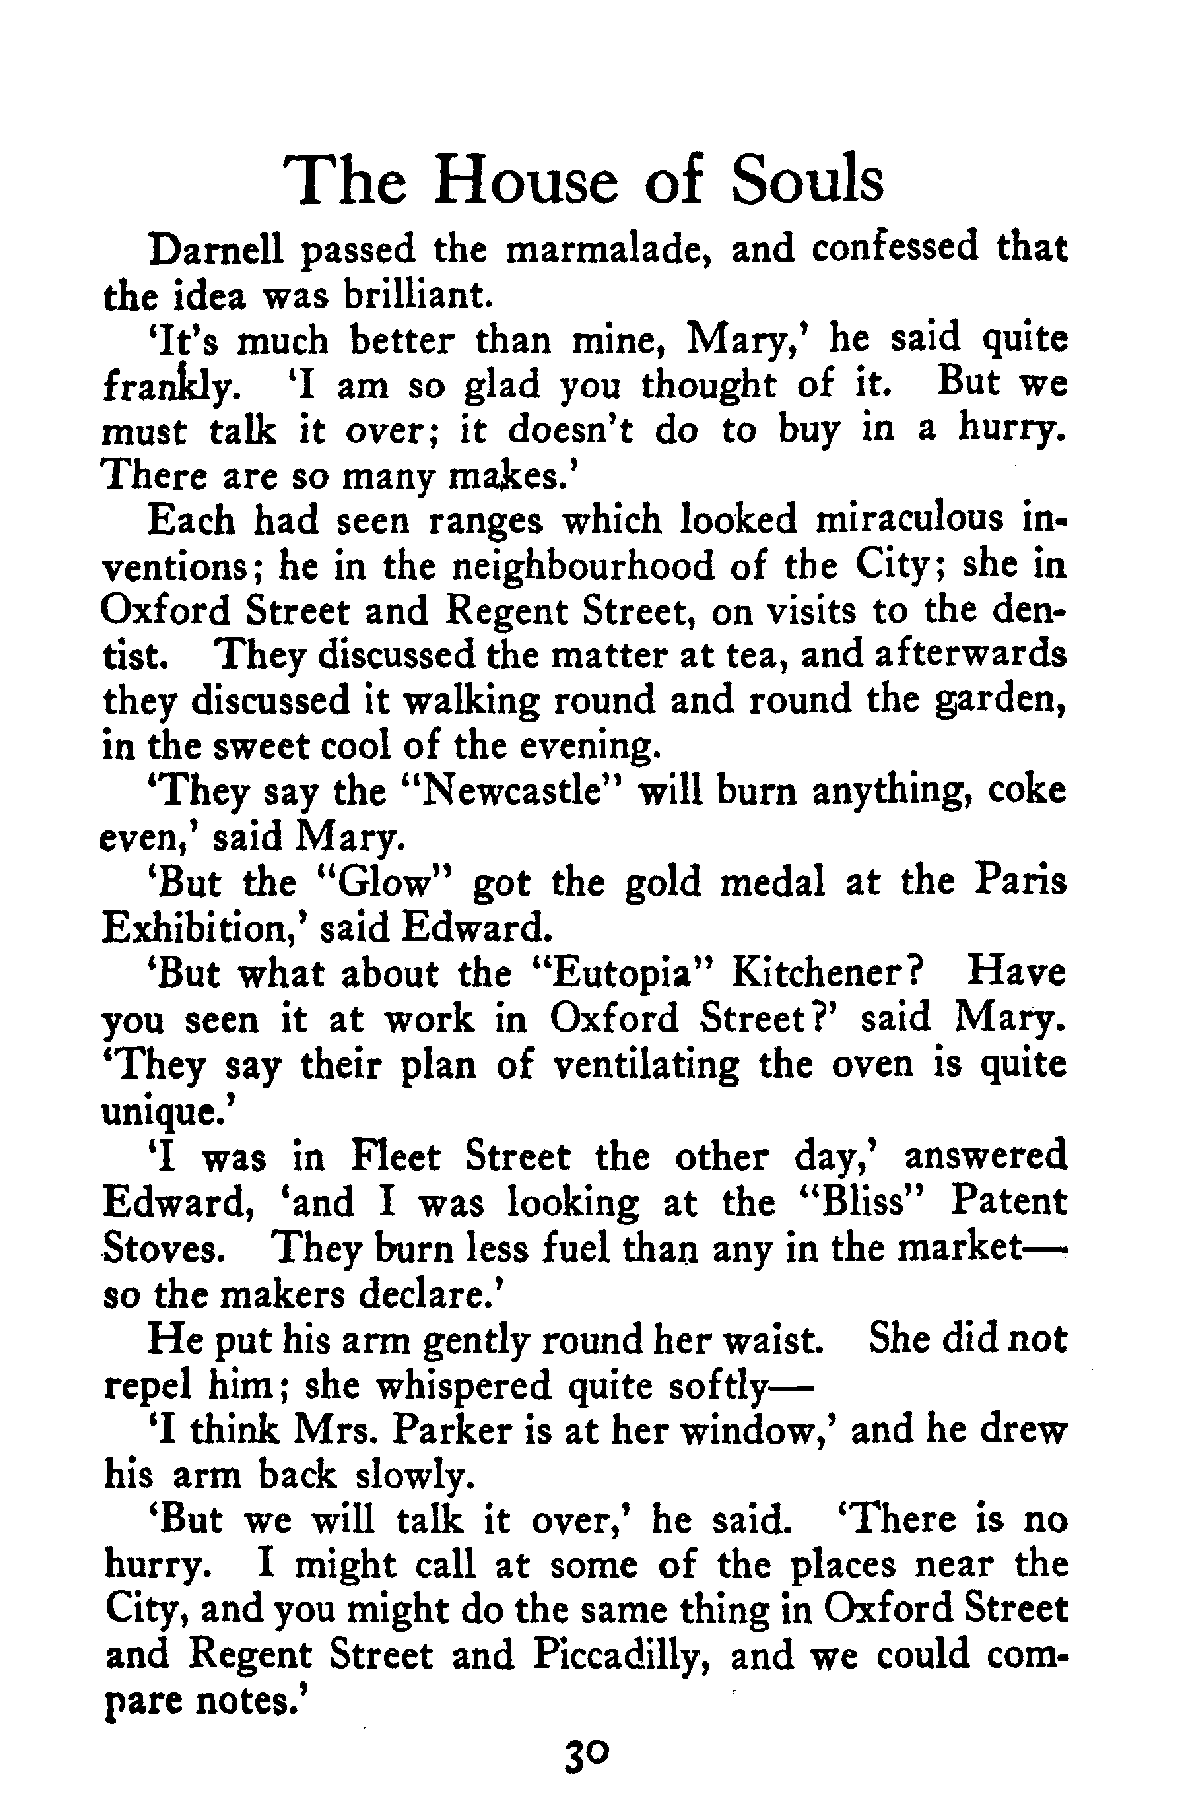 The House of Souls
Darnell passed the marmalade, and confessed that
the idea was brilliant.
‘It’s much better than mine, Mary,’ he said quite
frankly. ‘I am so glad you thought of it. But we
must talk it over; it doesn’t do to buy in a hurry.
There are so many makes.’
Each had seen ranges which looked miraculous in-
ventions; he in the neighbourhood of the City; she in
Oxford Street and Regent Street, on visits to the den-
tist. They discussed the matter at tea, and afterwards
they discussed it walking round and round the garden,
in the sweet cool of the evening.
‘They say the “Newcastle” will burn anything, coke
even,’ said Mary.
‘But the “Glow” got the gold medal at the Paris
Exhibition,’ said Edward.
‘But what about the “Eutopia” Kitchener? Have
you seen it at work in Oxford Street?’ said Mary.
‘They say their plan of ventilating the oven is quite
unique.’
‘I was in Fleet Street the other day,’ answered
Edward, ‘and I was looking at the “Bliss” Patent
Stoves. They burn less fuel than any in the market—
so the makers declare.’
He put his arm gently round her waist. She did not
repel him; she whispered quite softly—
‘I think Mrs. Parker is at her window,’ and he drew
his arm back slowly.
‘But we will talk it over,’ he said. ‘There is no
hurry. I might call at some of the places near the
City, and you might do the same thing in Oxford Street
and Regent Street and Piccadilly, and we could com-
pare notes.’
30